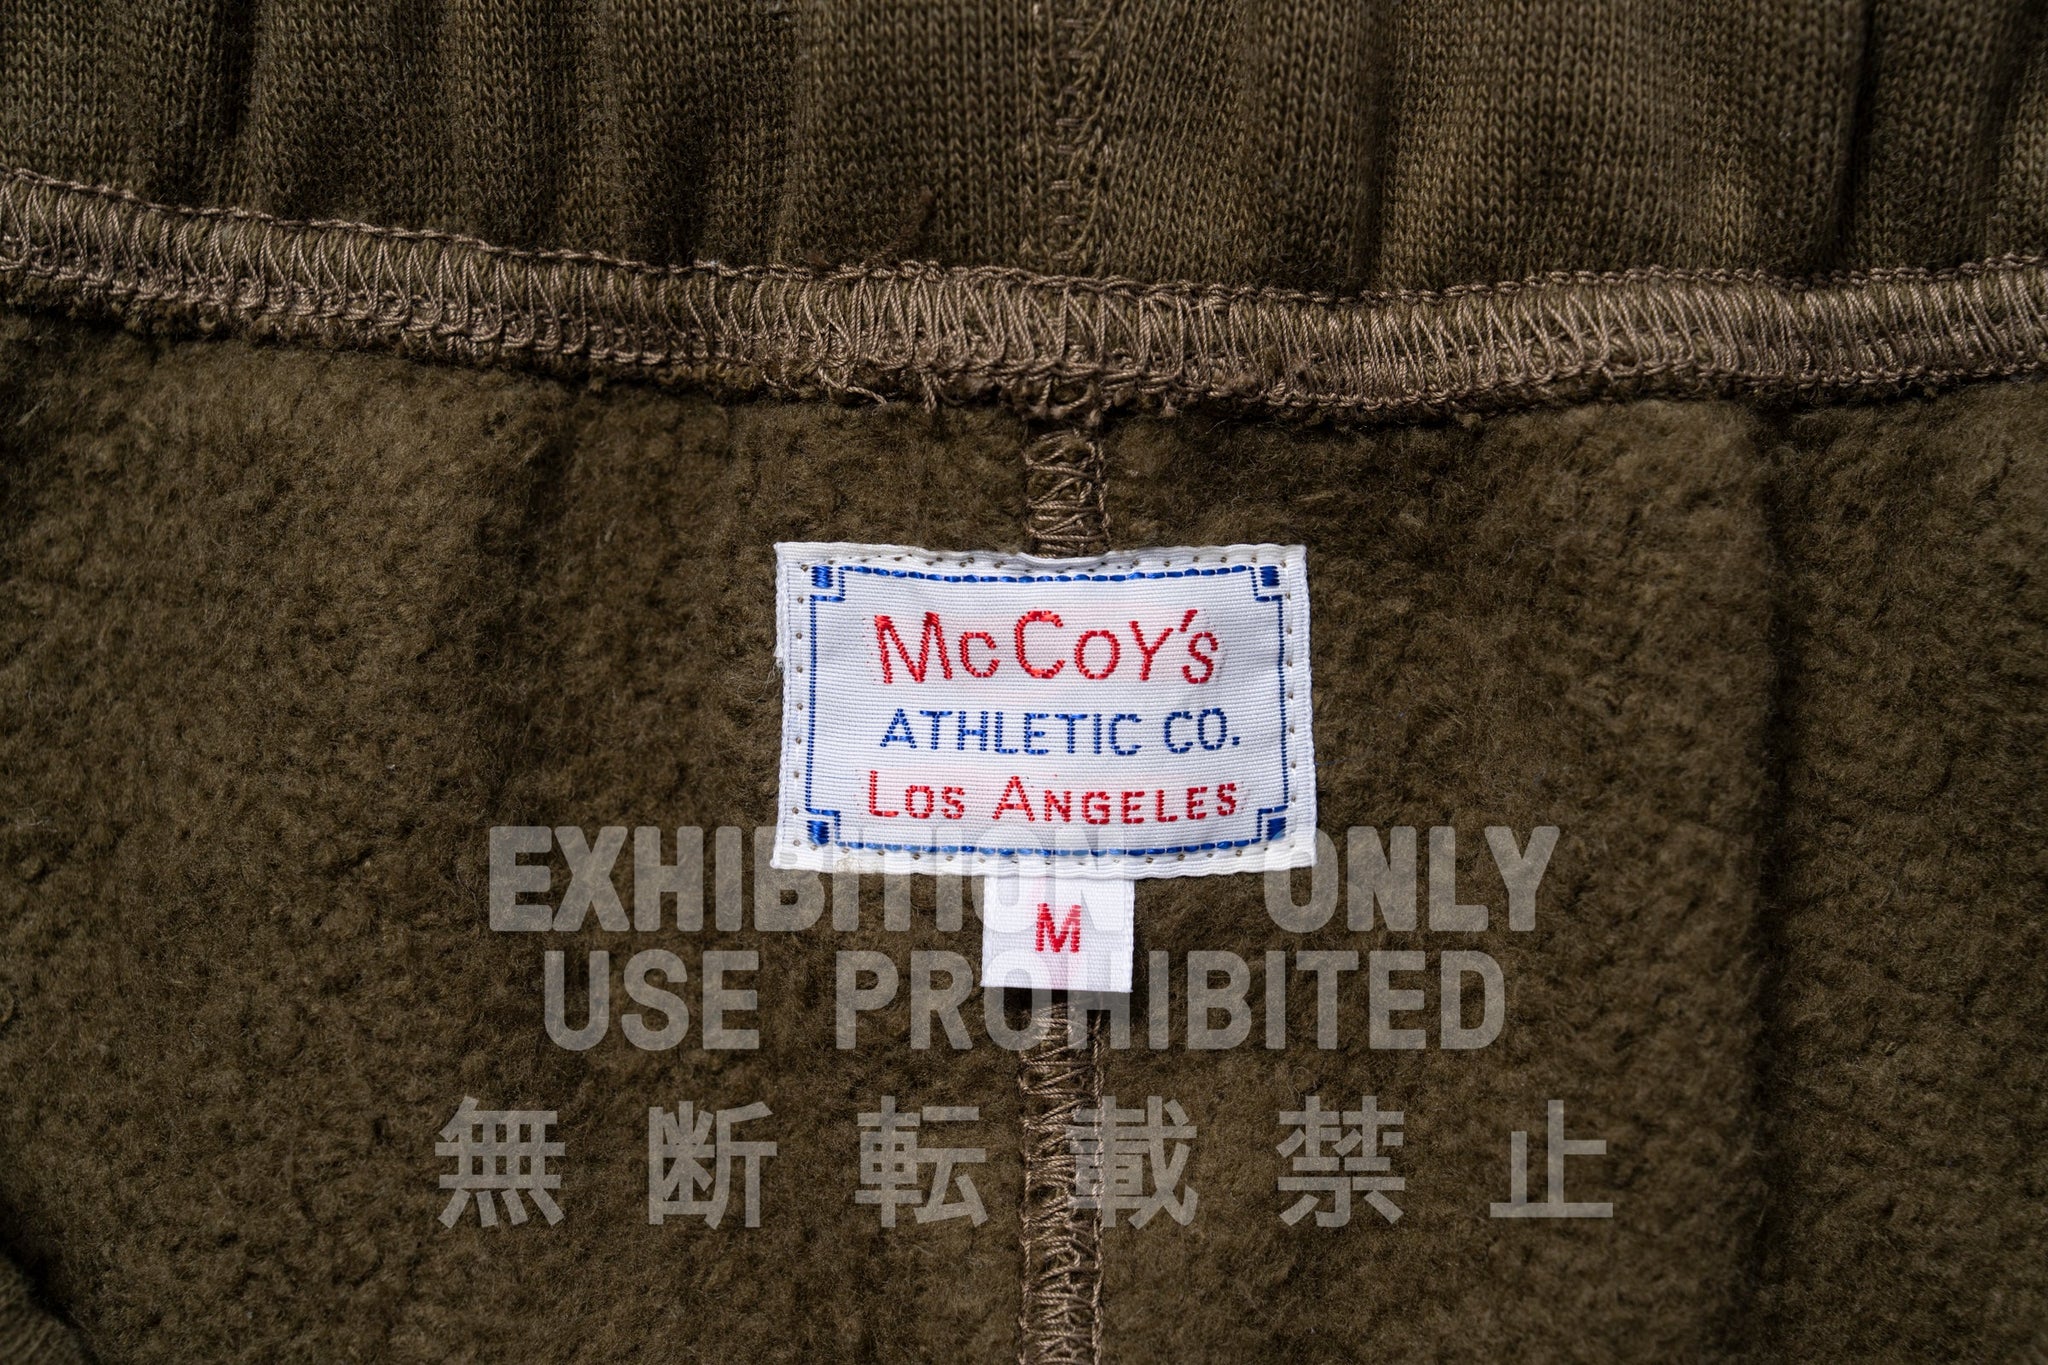 McCoy's
ATHLETIC CO.
Los Angeles
M
EXHIBITION ONLY
USE PROHIBITED
無断転載禁止